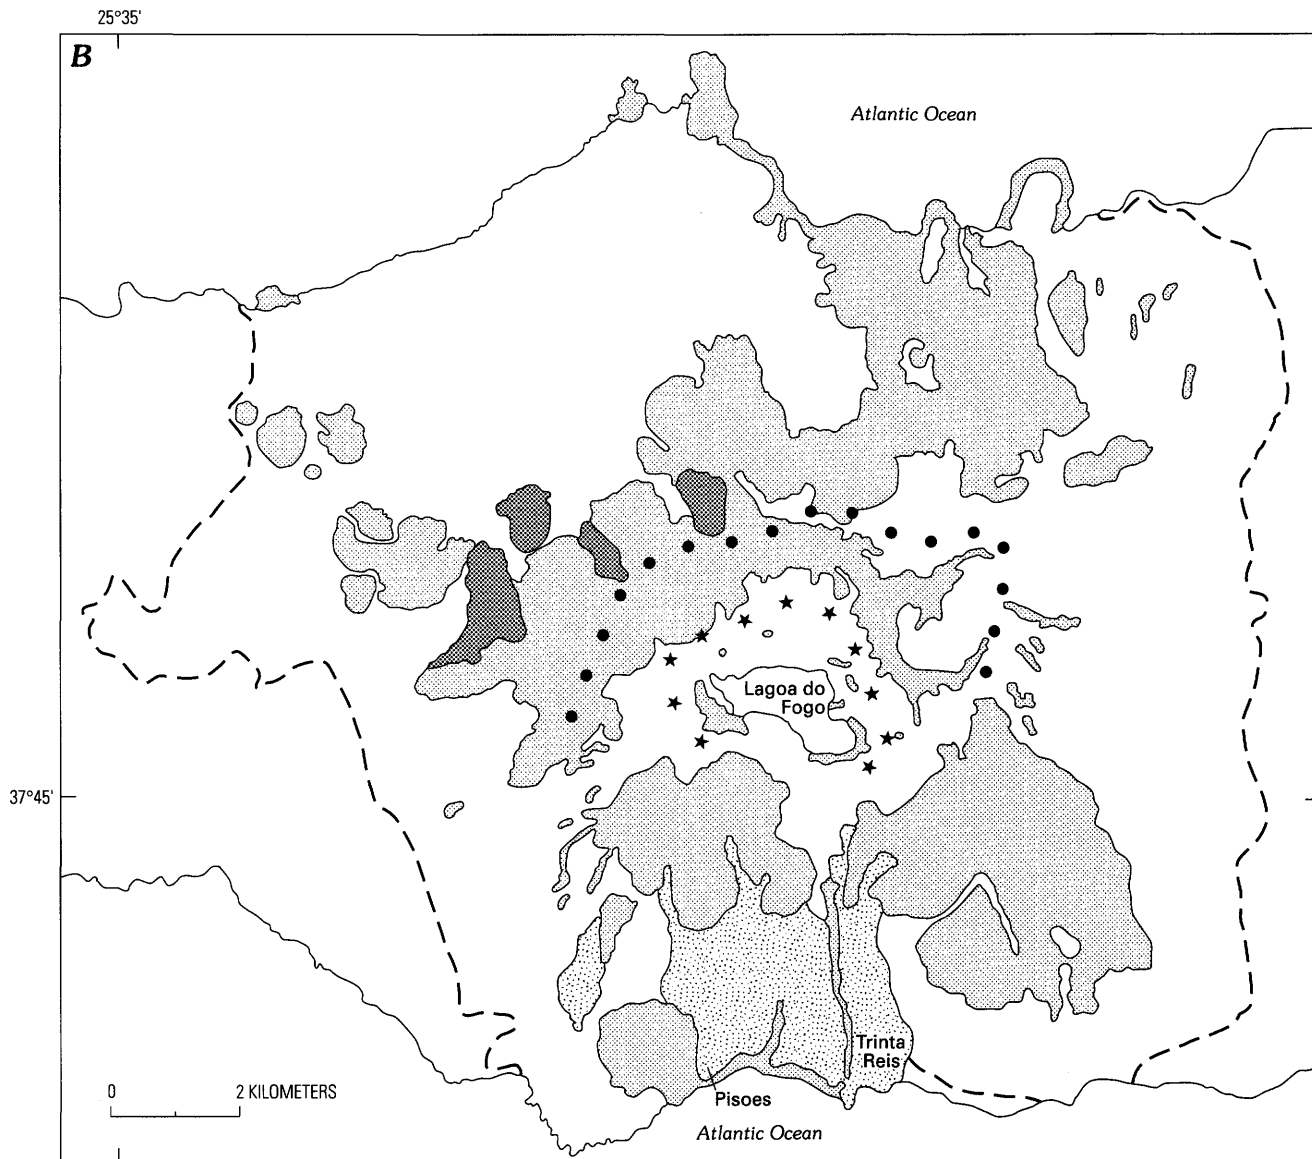 25°35'
B
Atlantic Ocean
Lagoa do
Fogo
37°45'
Trinta
Reis
0 2 KILOMETERS
Pisoes
Atlantic Ocean